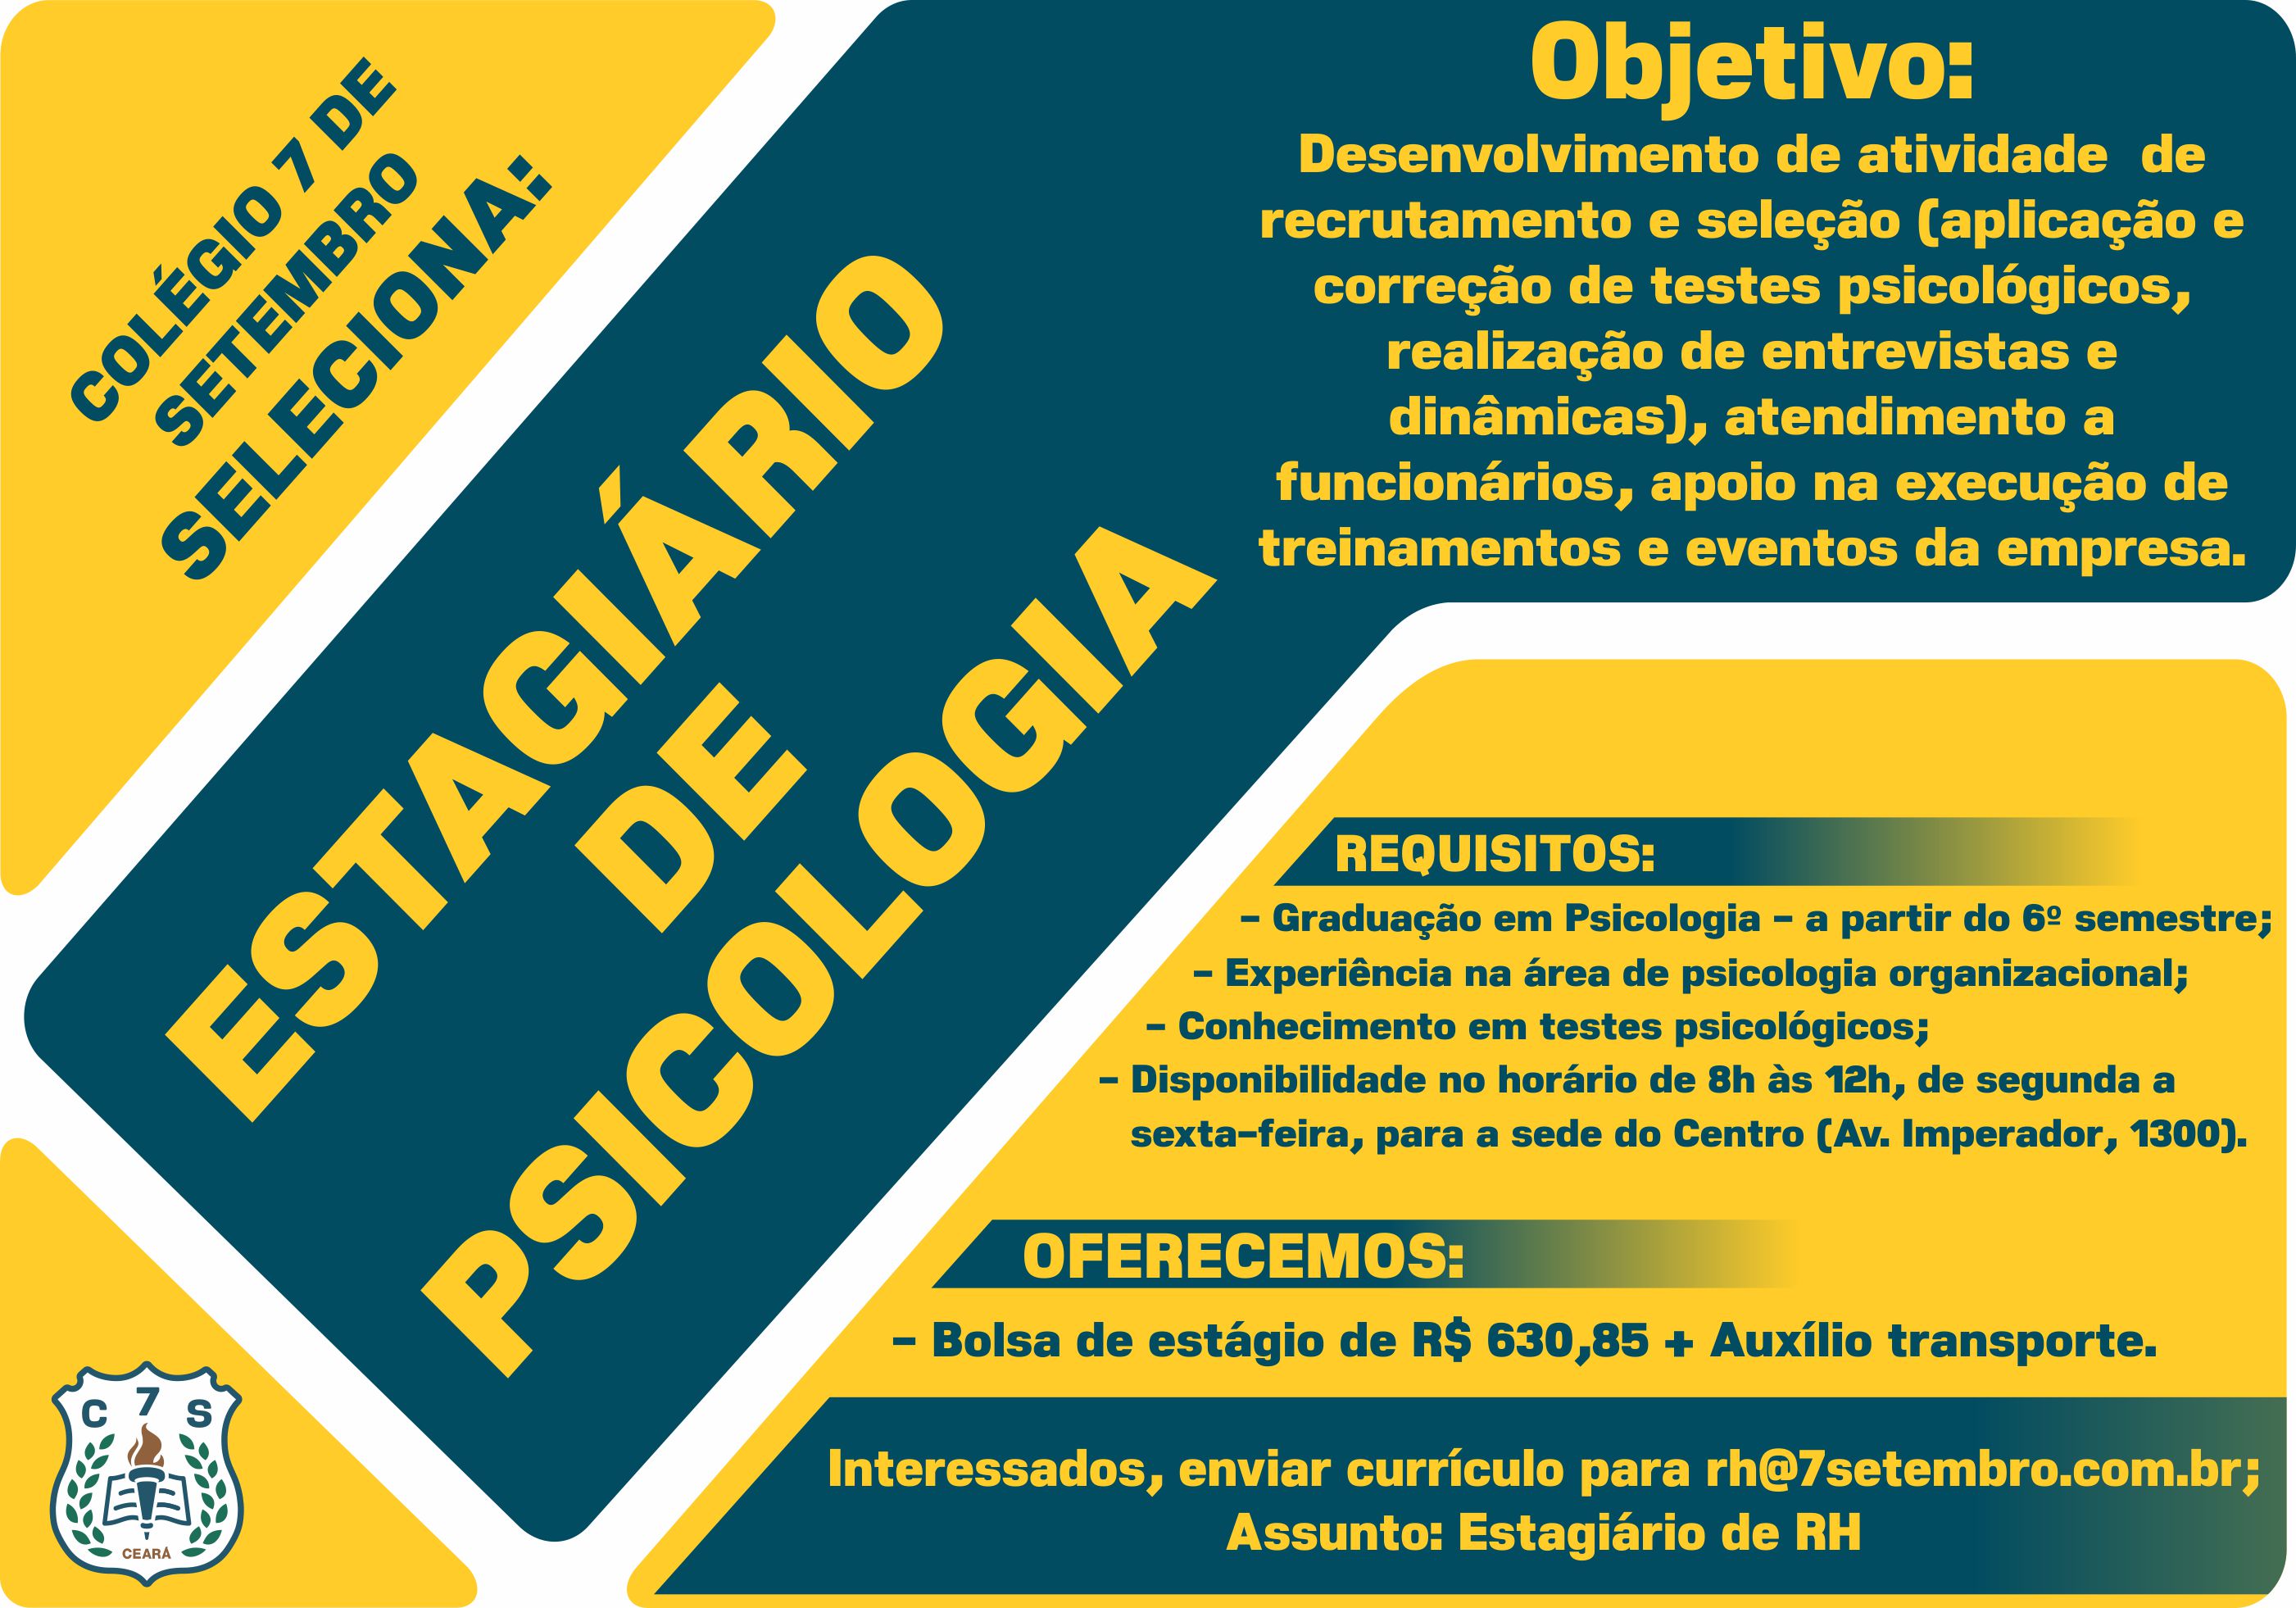 COLÉGIO 7 DE
SETEMBRO
SELECIONA:
ESTAGIÁRIO
DE
PSICOLOGIA
Objetivo:
Desenvolvimento de atividade de
recrutamento e seleção (aplicação e
correção de testes psicológicos,
realização de entrevistas e
dinâmicas), atendimento a
funcionários, apoio na execução de
treinamentos e eventos da empresa.
REQUISITOS:
– Graduação em Psicologia – a partir do 6º semestre;
– Experiência na área de psicologia organizacional;
– Conhecimento em testes psicológicos;
– Disponibilidade no horário de 8h às 12h, de segunda a
sexta-feira, para a sede do Centro (Av. Imperador, 1300).
OFERECEMOS:
– Bolsa de estágio de R$ 630,85 + Auxílio transporte.
Interessados, enviar currículo para rh@7setembro.com.br;
Assunto: Estagiário de RH
C 7 S
CEARÁ